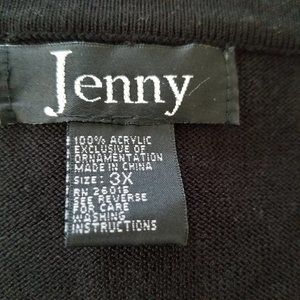 Jenny
100% ACRYLIC
EXCLUSIVE OF
ORNAMENTATION
MADE IN CHINA
SIZE: 3X
RN 26015
SEE REVERSE
FOR CARE
WASHING
INSTRUCTIONS